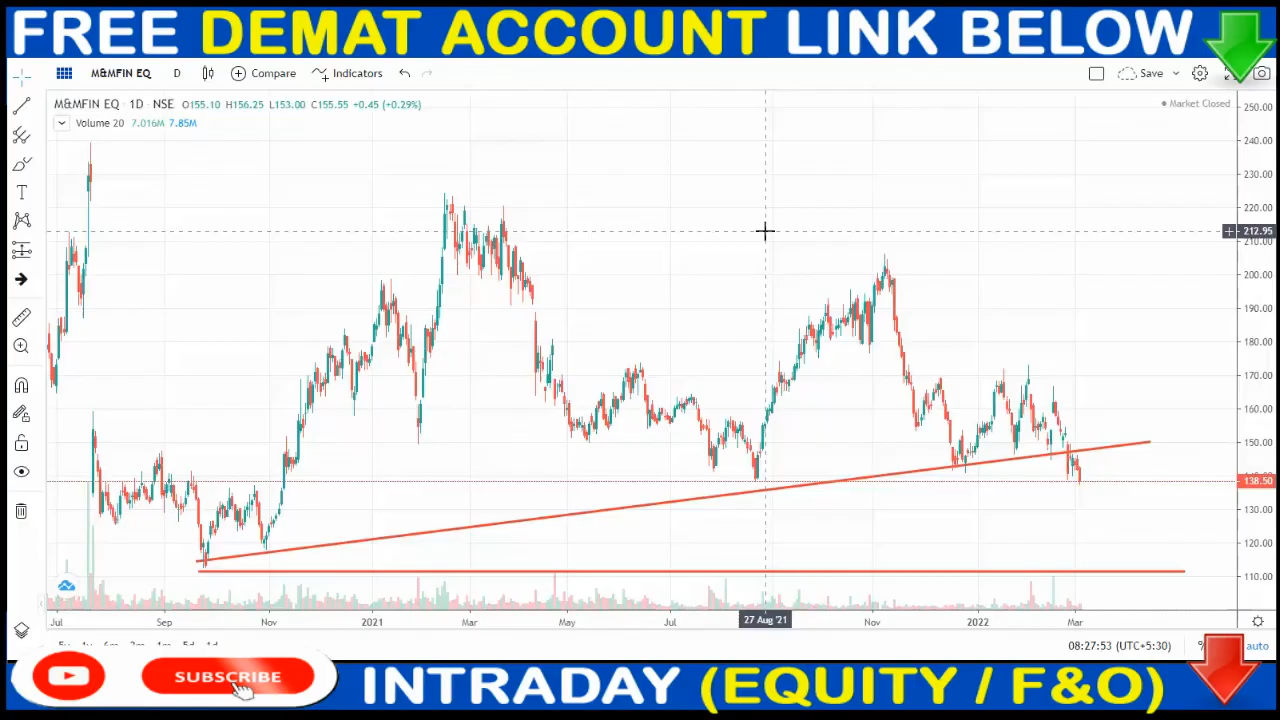 FREE DEMAT ACCOUNT LINK BELOW
M&MFIN EQ D Compare Indicators Save
M&MFIN EQ · 1D · NSE O155.10 H156.25 L153.00 C155.55 +0.45 (+0.29%)
Market Closed
Volume 20 7.016M 7.85M
250.00
240.00
230.00
220.00
212.95
210.00
200.00
190.00
180.00
170.00
160.00
150.00
138.50
130.00
120.00
110.00
Jul Sep Nov 2021 Mar May Jul 27 Aug '21 Nov 2022 Mar
08:27:53 (UTC+5:30) % auto
SUBSCRIBE
INTRADAY (EQUITY / F&O)